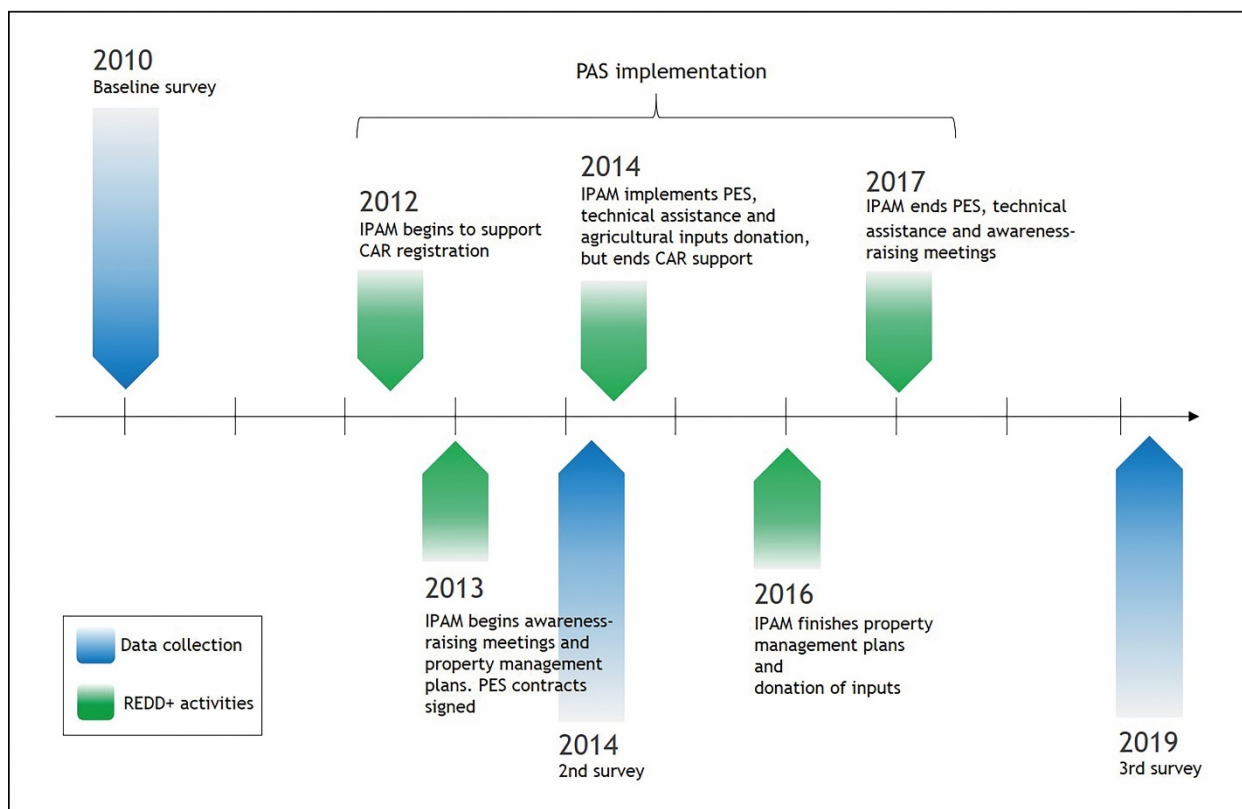 2010
Baseline survey
PAS implementation
2012
IPAM begins to support
CAR registration
2014
IPAM implements PES,
technical assistance and
agricultural inputs donation,
but ends CAR support
2017
IPAM ends PES, technical
assistance and awareness-
raising meetings
2013
IPAM begins awareness-
raising meetings and
property management
plans. PES contracts
signed
2014
2nd survey
2016
IPAM finishes property
management plans
and
donation of inputs
2019
3rd survey
Data collection
REDD+ activities